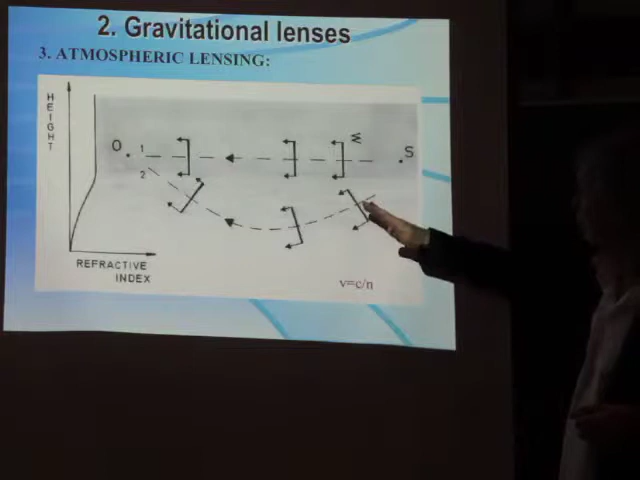 2. Gravitational lenses
3. ATMOSPHERIC LENSING:
HEIGHT
O
1
2
W
S
REFRACTIVE
INDEX
v=c/n